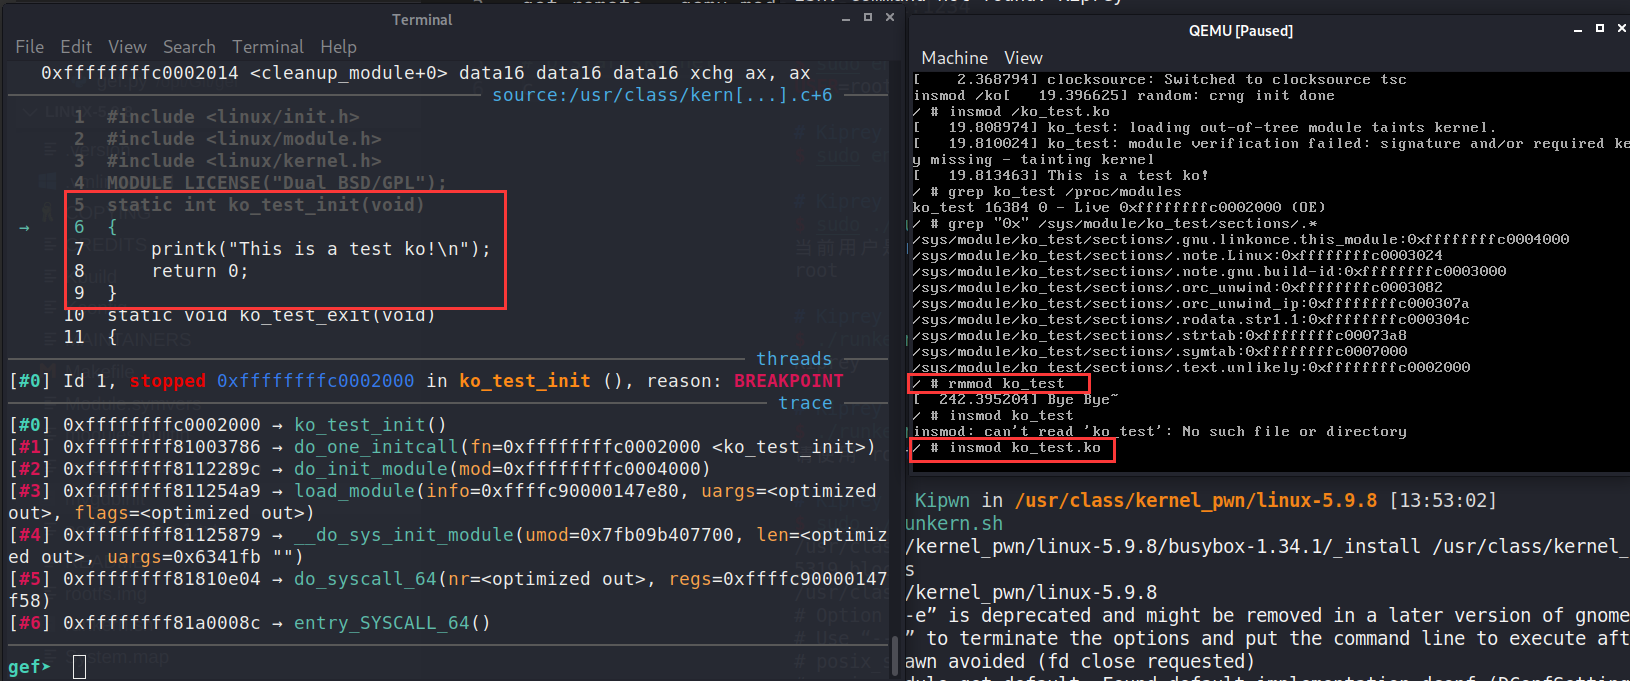 Terminal
File Edit View Search Terminal Help
0xffffffffc0002014 <cleanup_module+0> data16 data16 data16 xchg ax, ax
source:/usr/class/kern[...].c+6
1 #include <linux/init.h>
2 #include <linux/module.h>
3 #include <linux/kernel.h>
4 MODULE_LICENSE("Dual BSD/GPL");
5 static int ko_test_init(void)
→ 6 {
7 printk("This is a test ko!\n");
8 return 0;
9 }
10 static void ko_test_exit(void)
11 {
threads
[#0] Id 1, stopped 0xffffffffc0002000 in ko_test_init (), reason: BREAKPOINT
trace
[#0] 0xffffffffc0002000 → ko_test_init()
[#1] 0xffffffff81003786 → do_one_initcall(fn=0xffffffffc0002000 <ko_test_init>)
[#2] 0xffffffff8112289c → do_init_module(mod=0xffffffffc0004000)
[#3] 0xffffffff811254a9 → load_module(info=0xffffc90000147e80, uargs=<optimized
out>, flags=<optimized out>)
[#4] 0xffffffff81125879 → __do_sys_init_module(umod=0x7fb09b407700, len=<optimiz
ed out>, uargs=0x6341fb "")
[#5] 0xffffffff81810e04 → do_syscall_64(nr=<optimized out>, regs=0xffffc90000147
f58)
[#6] 0xffffffff81a0008c → entry_SYSCALL_64()
gef➤
QEMU [Paused]
Machine View
[ 2.368794] clocksource: Switched to clocksource tsc
insmod /ko[ 19.396625] random: crng init done
/ # insmod /ko_test.ko
[ 19.808974] ko_test: loading out-of-tree module taints kernel.
[ 19.810024] ko_test: module verification failed: signature and/or required ke
y missing - tainting kernel
[ 19.813463] This is a test ko!
/ # grep ko_test /proc/modules
ko_test 16384 0 - Live 0xffffffffc0002000 (OE)
/ # grep "0x" /sys/module/ko_test/sections/.*
/sys/module/ko_test/sections/.gnu.linkonce.this_module:0xffffffffc0004000
/sys/module/ko_test/sections/.note.Linux:0xffffffffc0003024
/sys/module/ko_test/sections/.note.gnu.build-id:0xffffffffc0003000
/sys/module/ko_test/sections/.orc_unwind:0xffffffffc0003082
/sys/module/ko_test/sections/.orc_unwind_ip:0xffffffffc000307a
/sys/module/ko_test/sections/.rodata.str1.1:0xffffffffc000304c
/sys/module/ko_test/sections/.strtab:0xffffffffc00073a8
/sys/module/ko_test/sections/.symtab:0xffffffffc0007000
/sys/module/ko_test/sections/.text.unlikely:0xffffffffc0002000
/ # rmmod ko_test
[ 242.395204] Bye Bye~
/ # insmod ko_test
insmod: can't read 'ko_test': No such file or directory
/ # insmod ko_test.ko
Kipwn in /usr/class/kernel_pwn/linux-5.9.8 [13:53:02]
unkern.sh
/kernel_pwn/linux-5.9.8/busybox-1.34.1/_install /usr/class/kernel_
s
/kernel_pwn/linux-5.9.8
-e” is deprecated and might be removed in a later version of gnome
” to terminate the options and put the command line to execute aft
awn avoided (fd close requested)